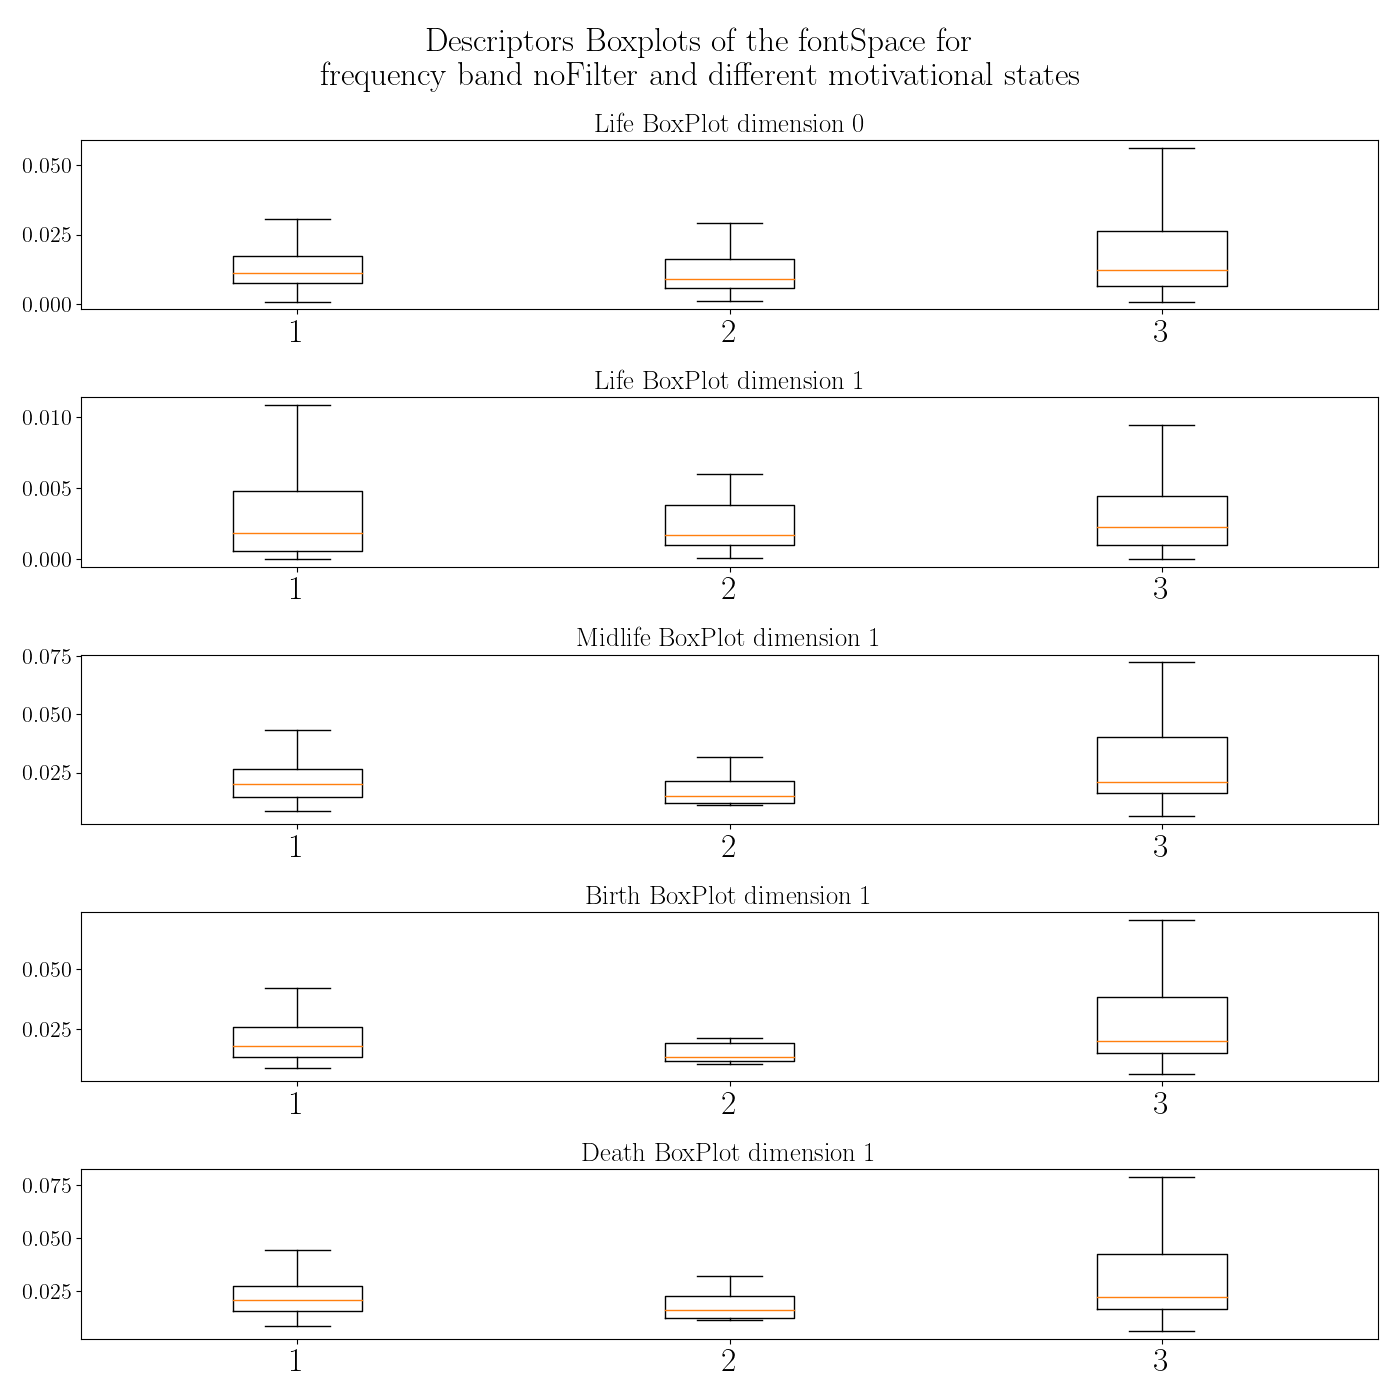 Descriptors Boxplots of the fontSpace for
frequency band noFilter and different motivational states
Life BoxPlot dimension 0
0.050
0.025
0.000
1 2 3
Life BoxPlot dimension 1
0.010
0.005
0.000
1 2 3
Midlife BoxPlot dimension 1
0.075
0.050
0.025
1 2 3
Birth BoxPlot dimension 1
0.050
0.025
1 2 3
Death BoxPlot dimension 1
0.075
0.050
0.025
1 2 3